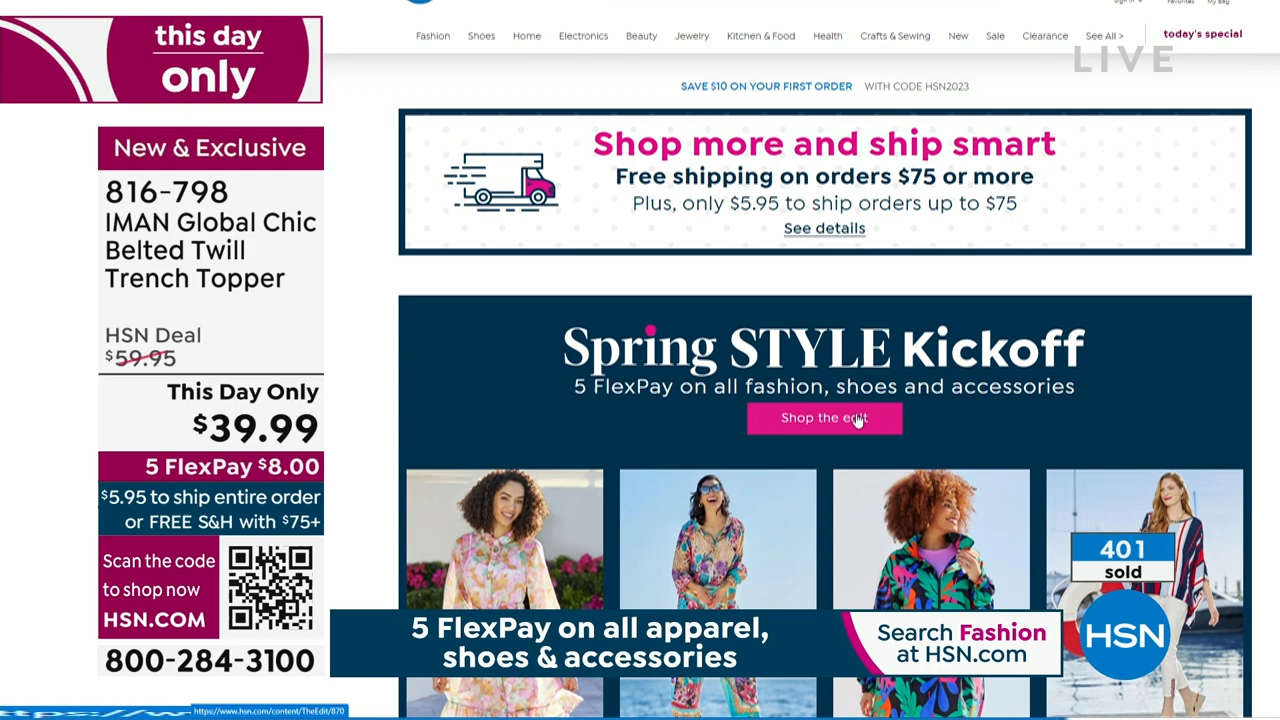 Sign In
Favorites
My Bag
Fashion
Shoes
Home
Electronics
Beauty
Jewelry
Kitchen & Food
Health
Crafts & Sewing
New
Sale
Clearance
See All >
today's special
LIVE
this day
only
SAVE $10 ON YOUR FIRST ORDER WITH CODE HSN2023
Shop more and ship smart
Free shipping on orders $75 or more
Plus, only $5.95 to ship orders up to $75
See details
New & Exclusive
816-798
IMAN Global Chic
Belted Twill
Trench Topper
HSN Deal
$59.95
This Day Only
$39.99
5 FlexPay $8.00
$5.95 to ship entire order
or FREE S&H with $75+
Scan the code
to shop now
HSN.COM
800-284-3100
Spring STYLE Kickoff
5 FlexPay on all fashion, shoes and accessories
Shop the edit
401
sold
5 FlexPay on all apparel,
shoes & accessories
Search Fashion
at HSN.com
HSN
https://www.hsn.com/content/TheEdit/870